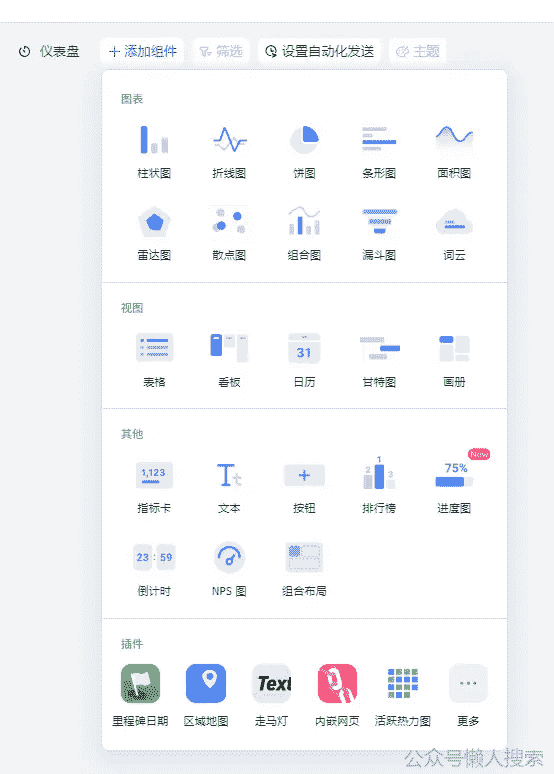 仪表盘 添加组件 筛选 设置自动化发送 主题
图表
柱状图 折线图 饼图 条形图 面积图
雷达图 散点图 组合图 漏斗图 词云
视图
31
表格 看板 日历 甘特图 画册
其他
New
1,123 Tt 1 2 3 75%
指标卡 文本 按钮 排行榜 进度图
23 : 59
倒计时 NPS 图 组合布局
插件
Text
里程碑日期 区域地图 走马灯 内嵌网页 活跃热力图 更多
公众号懒人搜索